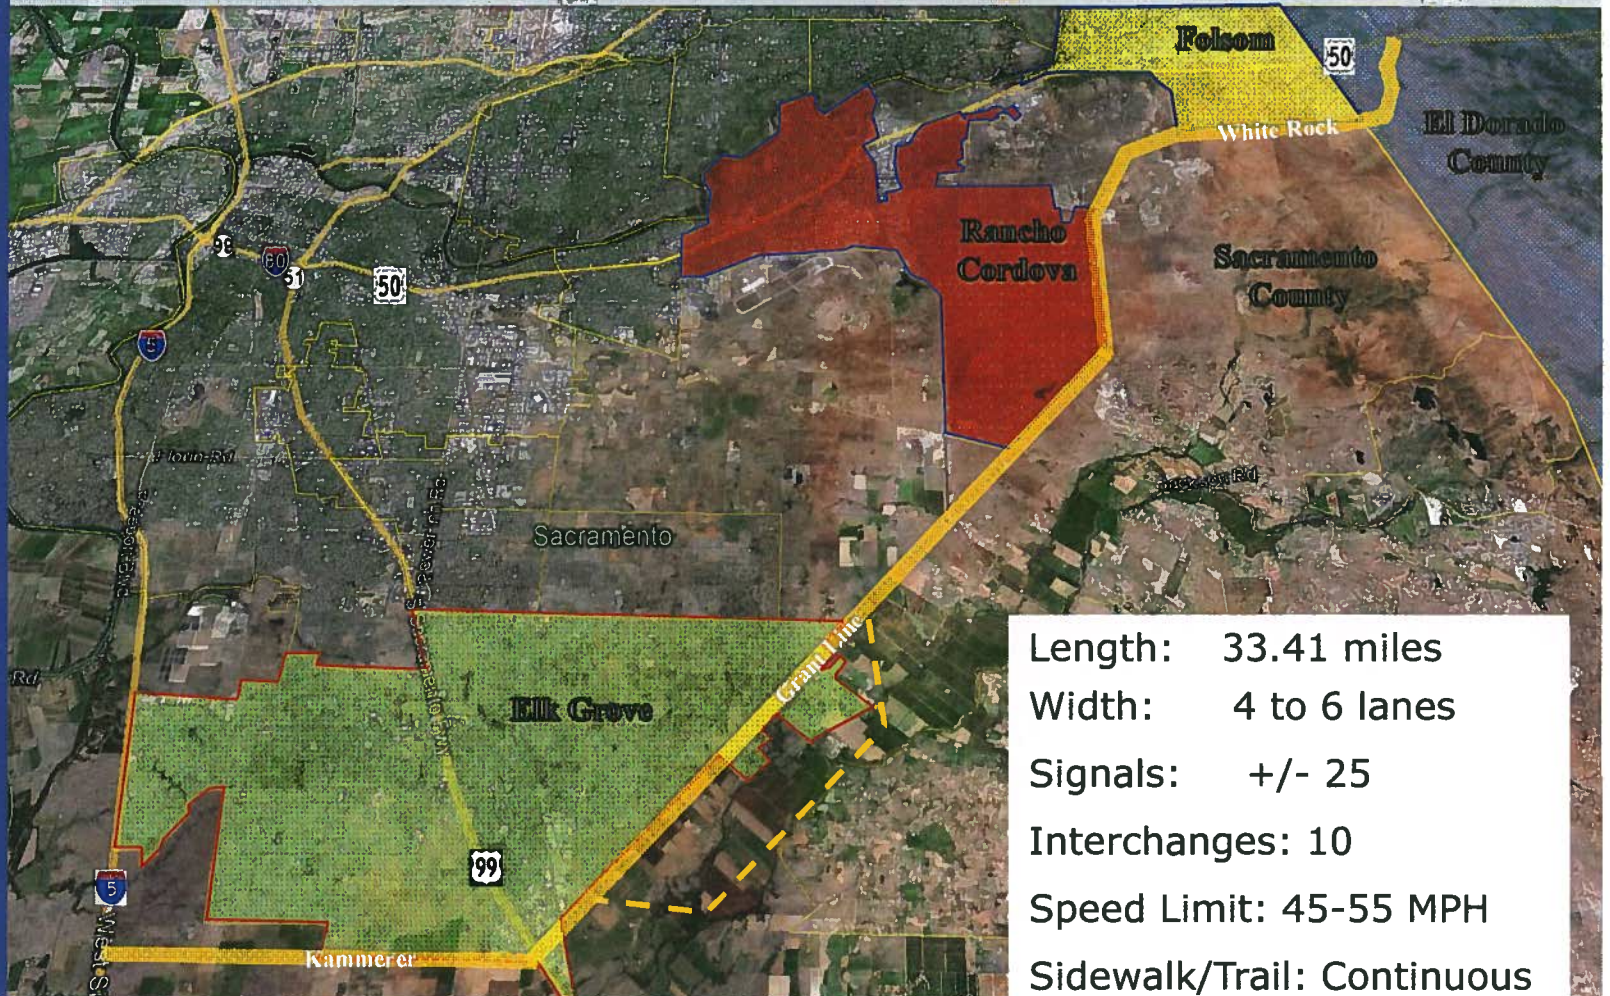 Folsom
50
White Rock
El Dorado
County
Rancho
Cordova
Sacramento
County
99
80
51
50
5
Sacramento
Grant Line
Elk Grove
99
5
Kammerer
Rd
Length: 33.41 miles
Width: 4 to 6 lanes
Signals: +/- 25
Interchanges: 10
Speed Limit: 45-55 MPH
Sidewalk/Trail: Continuous